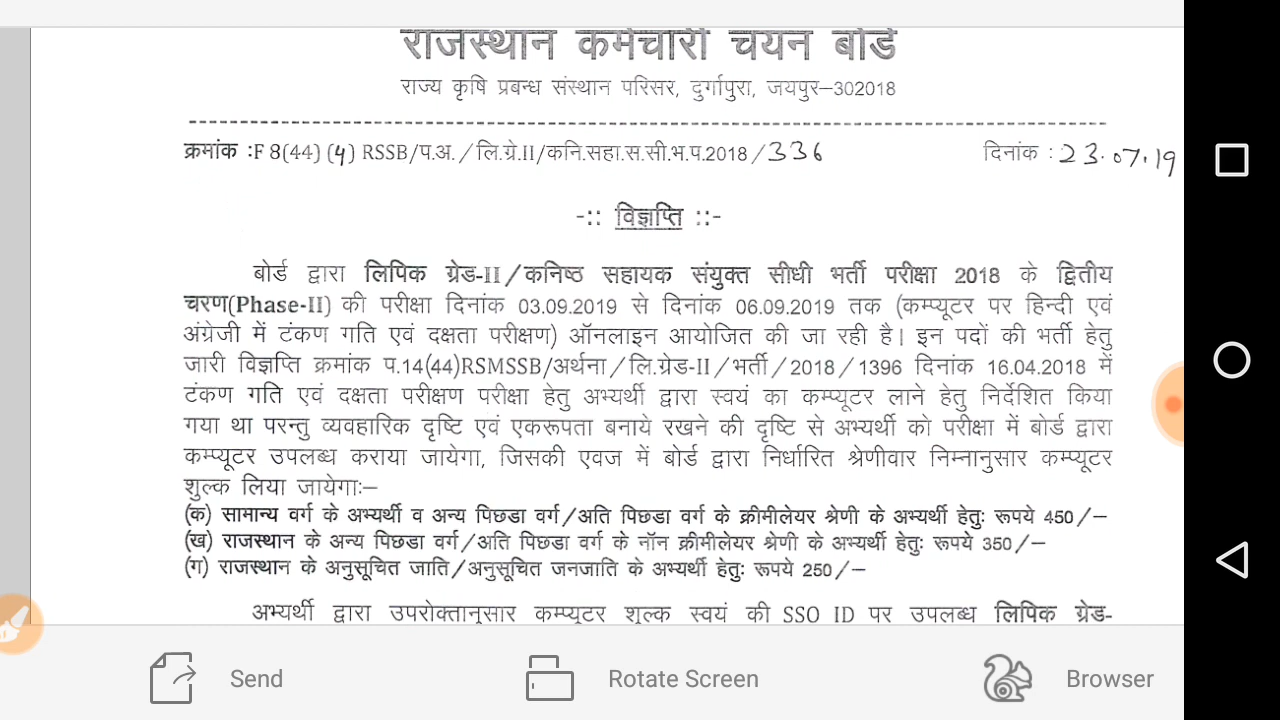 राजस्थान कर्मचारी चयन बोर्ड
राज्य कृषि प्रबन्ध संस्थान परिसर, दुर्गापुरा, जयपुर–302018
क्रमांक :F 8(44) (4) RSSB/प.अ./लि.ग्रे.II/कनि.सहा.स.सी.भ.प.2018/336 दिनांक : 23.07.19
-:: विज्ञप्ति ::-
बोर्ड द्वारा लिपिक ग्रेड-II/कनिष्ठ सहायक संयुक्त सीधी भर्ती परीक्षा 2018 के द्वितीय
चरण(Phase-II) की परीक्षा दिनांक 03.09.2019 से दिनांक 06.09.2019 तक (कम्प्यूटर पर हिन्दी एवं
अंग्रेजी में टंकण गति एवं दक्षता परीक्षण) ऑनलाइन आयोजित की जा रही है। इन पदों की भर्ती हेतु
जारी विज्ञप्ति क्रमांक प.14(44)RSMSSB/अर्थना/लि.ग्रेड-II/भर्ती/2018/1396 दिनांक 16.04.2018 में
टंकण गति एवं दक्षता परीक्षण परीक्षा हेतु अभ्यर्थी द्वारा स्वयं का कम्प्यूटर लाने हेतु निर्देशित किया
गया था परन्तु व्यवहारिक दृष्टि एवं एकरूपता बनाये रखने की दृष्टि से अभ्यर्थी को परीक्षा में बोर्ड द्वारा
कम्प्यूटर उपलब्ध कराया जायेगा, जिसकी एवज में बोर्ड द्वारा निर्धारित श्रेणीवार निम्नानुसार कम्प्यूटर
शुल्क लिया जायेगाः–
(क) सामान्य वर्ग के अभ्यर्थी व अन्य पिछडा वर्ग/अति पिछडा वर्ग के क्रीमीलेयर श्रेणी के अभ्यर्थी हेतुः रूपये 450/–
(ख) राजस्थान के अन्य पिछडा वर्ग/अति पिछडा वर्ग के नॉन क्रीमीलेयर श्रेणी के अभ्यर्थी हेतुः रूपये 350/–
(ग) राजस्थान के अनुसूचित जाति/अनुसूचित जनजाति के अभ्यर्थी हेतुः रूपये 250/–
अभ्यर्थी द्वारा उपरोक्तानुसार कम्प्यूटर शुल्क स्वयं की SSO ID पर उपलब्ध लिपिक ग्रेड-
Send Rotate Screen Browser